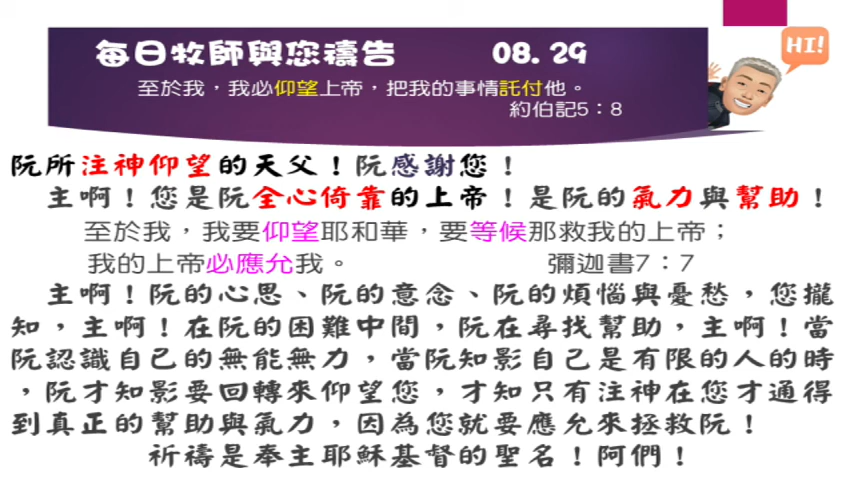 每日牧師與您禱告 08.29
HI!
至於我，我必仰望上帝，把我的事情託付他。
約伯記5：8
阮所注神仰望的天父！阮感謝您！
主啊！您是阮全心倚靠的上帝！是阮的氣力與幫助！
至於我，我要仰望耶和華，要等候那救我的上帝；
我的上帝必應允我。 彌迦書7：7
主啊！阮的心思、阮的意念、阮的煩惱與憂愁，您攏
知，主啊！在阮的困難中間，阮在尋找幫助，主啊！當
阮認識自己的無能無力，當阮知影自己是有限的人的時
，阮才知影要回轉來仰望您，才知只有注神在您才通得
到真正的幫助與氣力，因為您就要應允來拯救阮！
祈禱是奉主耶穌基督的聖名！阿們！